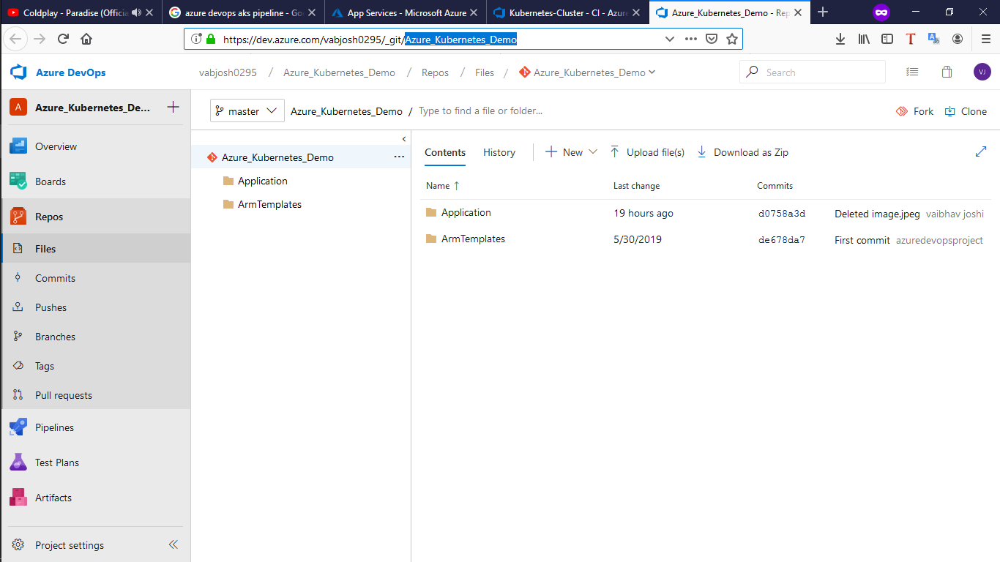 Coldplay - Paradise (Officia
azure devops aks pipeline - Go
App Services - Microsoft Azure
Kubernetes-Cluster - CI - Azure
Azure_Kubernetes_Demo - Rep
https://dev.azure.com/vabjosh0295/_git/Azure_Kubernetes_Demo
Azure DevOps
vabjosh0295 / Azure_Kubernetes_Demo / Repos / Files / Azure_Kubernetes_Demo
Search
VJ
A
Azure_Kubernetes_De...
Overview
Boards
Repos
Files
Commits
Pushes
Branches
Tags
Pull requests
Pipelines
Test Plans
Artifacts
Project settings
master
Azure_Kubernetes_Demo / Type to find a file or folder...
Fork
Clone
Azure_Kubernetes_Demo
Application
ArmTemplates
Contents
History
New
Upload file(s)
Download as Zip
Name Last change Commits
Application 19 hours ago d0758a3d Deleted image.jpeg vaibhav joshi
ArmTemplates 5/30/2019 de678da7 First commit azuredevopsproject